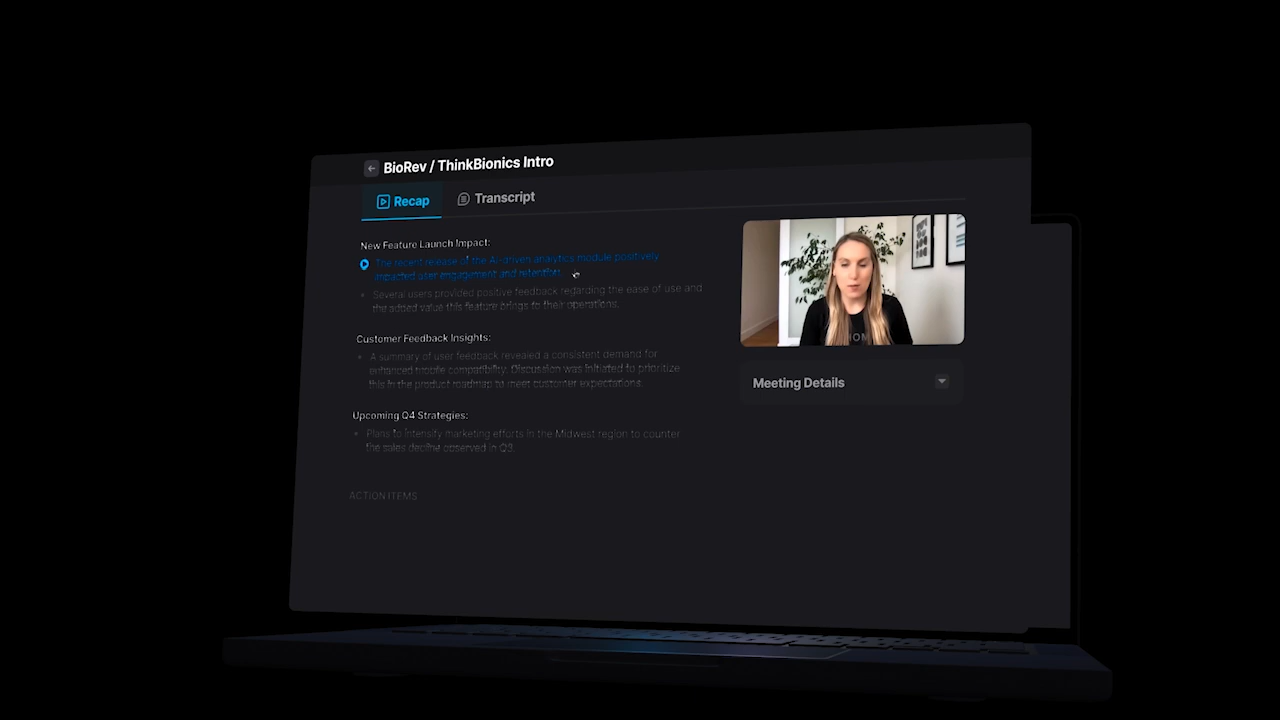 BioRev / ThinkBionics Intro
Recap
Transcript
New Feature Launch Impact:
The recent release of the AI-driven analytics module positively
impacted user engagement and retention.
Several users provided positive feedback regarding the ease of use and
the added value this feature brings to their operations.
Customer Feedback Insights:
A summary of user feedback revealed a consistent demand for
enhanced mobile compatibility. Discussion was initiated to prioritize
this in the product roadmap to meet customer expectations.
Upcoming Q4 Strategies:
Plans to intensify marketing efforts in the Midwest region to counter
the sales decline observed in Q3.
ACTION ITEMS
Meeting Details